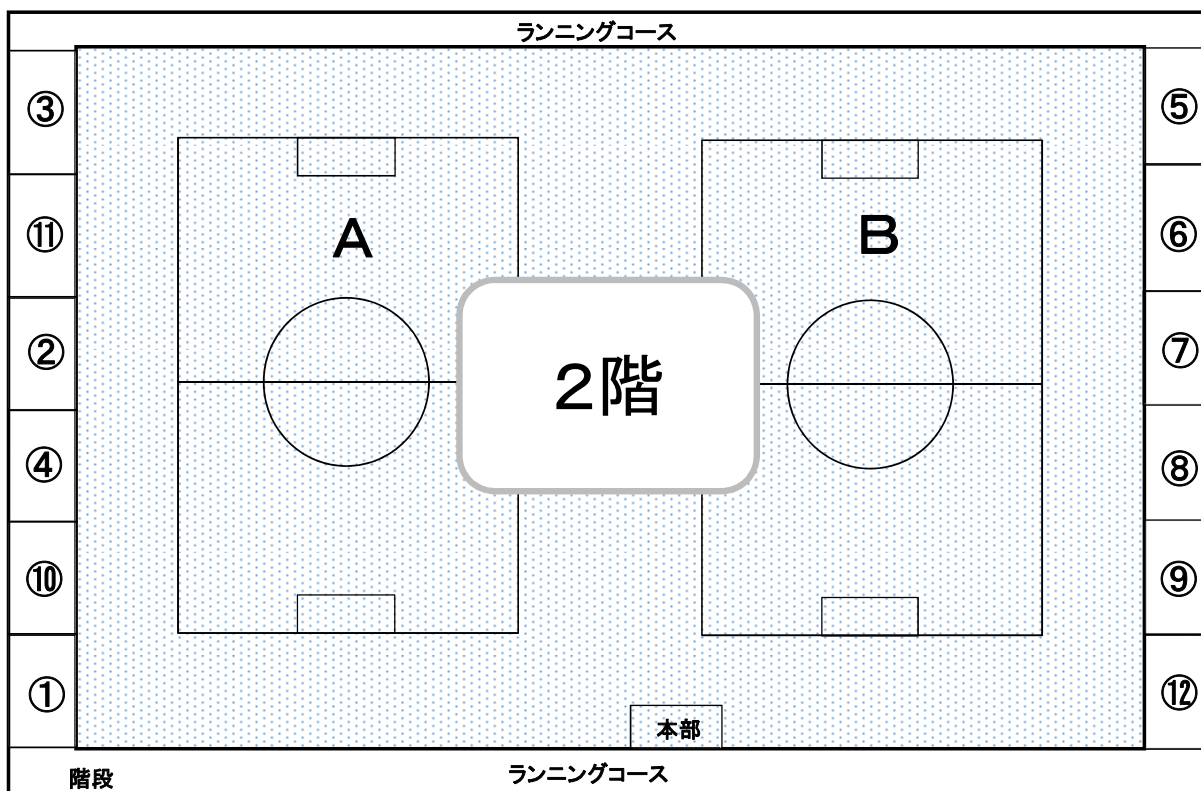 ランニングコース
③
⑤
⑪
A
B
⑥
②
2階
⑦
④
⑧
⑩
⑨
①
⑫
本部
階段
ランニングコース